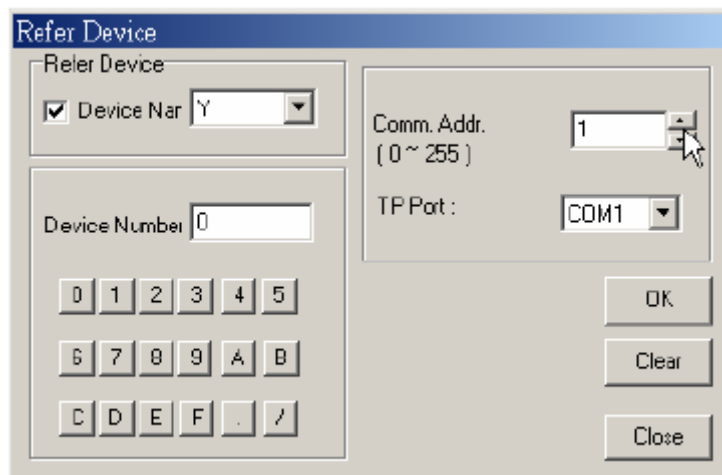 Refer Device
Reler Device
Device Nar Y
Device Number 0
0 1 2 3 4 5
6 7 8 9 A B
C D E F . /
Comm. Addr. 1
( 0 ~ 255 )
TP Port : COM1
OK
Clear
Close